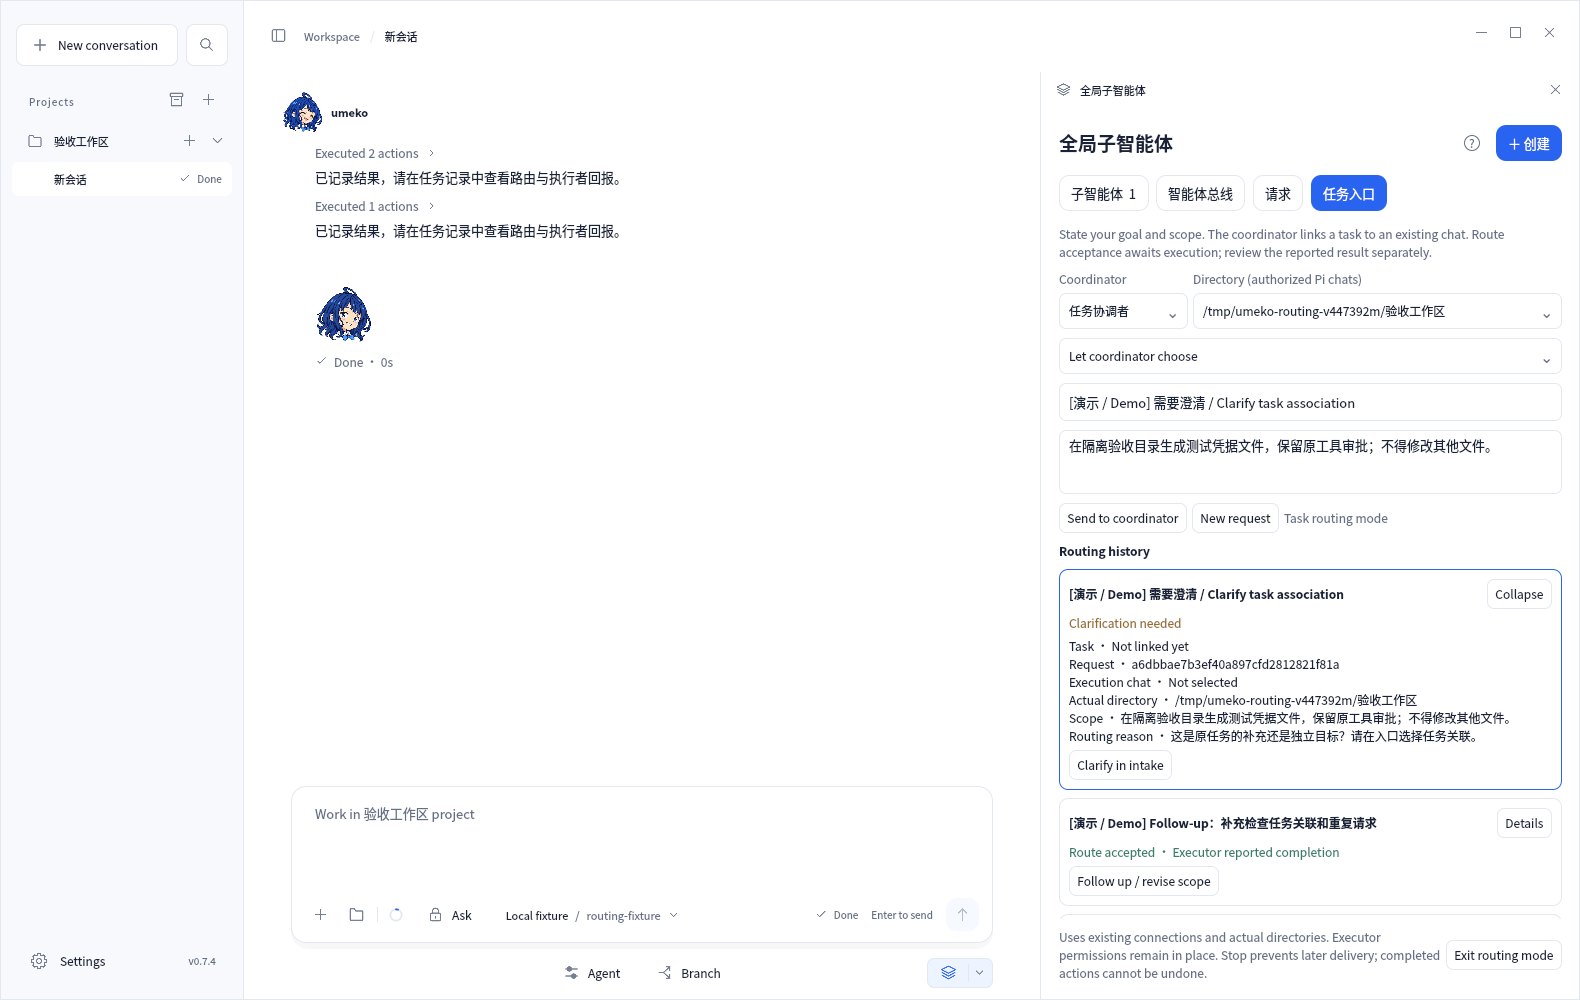 New conversation
Projects
验收工作区
新会话
Done
Settings
v0.7.4
Workspace / 新会话
umeko
Executed 2 actions
已记录结果，请在任务记录中查看路由与执行者回报。
Executed 1 actions
已记录结果，请在任务记录中查看路由与执行者回报。
Done · 0s
Work in 验收工作区 project
Ask
Local fixture / routing-fixture
Done
Enter to send
Agent
Branch
全局子智能体
全局子智能体
?
+ 创建
子智能体 1
智能体总线
请求
任务入口
State your goal and scope. The coordinator links a task to an existing chat. Route
acceptance awaits execution; review the reported result separately.
Coordinator
Directory (authorized Pi chats)
任务协调者
/tmp/umeko-routing-v447392m/验收工作区
Let coordinator choose
[演示 / Demo] 需要澄清 / Clarify task association
在隔离验收目录生成测试凭据文件，保留原工具审批；不得修改其他文件。
Send to coordinator
New request
Task routing mode
Routing history
[演示 / Demo] 需要澄清 / Clarify task association
Collapse
Clarification needed
Task · Not linked yet
Request · a6dbbae7b3ef40a897cfd2812821f81a
Execution chat · Not selected
Actual directory · /tmp/umeko-routing-v447392m/验收工作区
Scope · 在隔离验收目录生成测试凭据文件，保留原工具审批；不得修改其他文件。
Routing reason · 这是原任务的补充还是独立目标？请在入口选择任务关联。
Clarify in intake
[演示 / Demo] Follow-up：补充检查任务关联和重复请求
Details
Route accepted · Executor reported completion
Follow up / revise scope
Uses existing connections and actual directories. Executor
permissions remain in place. Stop prevents later delivery; completed
actions cannot be undone.
Exit routing mode